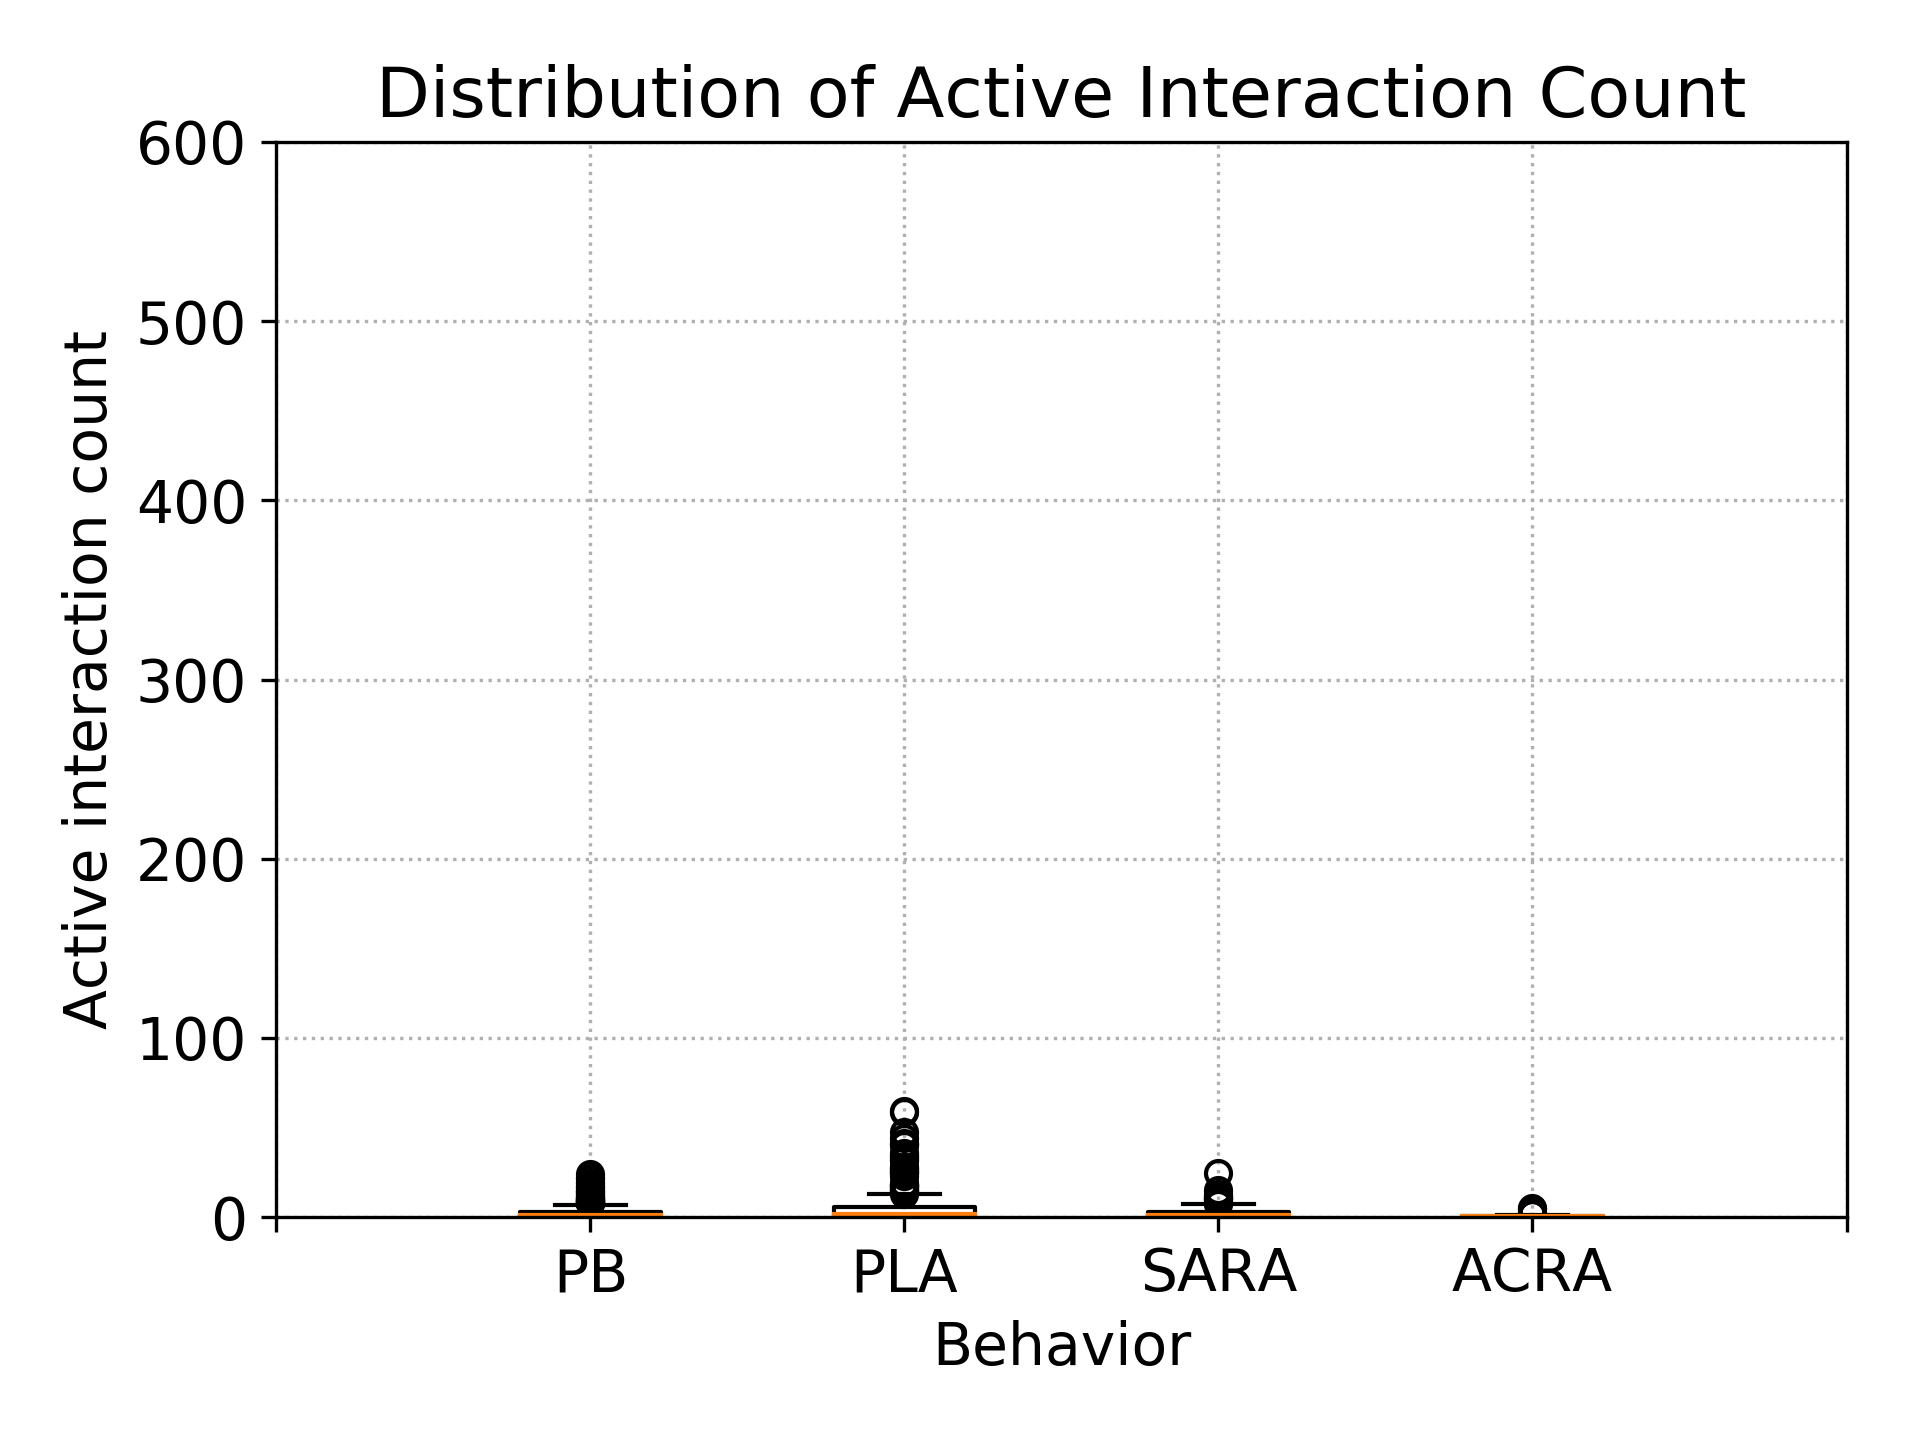 Distribution of Active Interaction Count
600
500
400
300
200
100
0
Active interaction count
PB
PLA
SARA
ACRA
Behavior